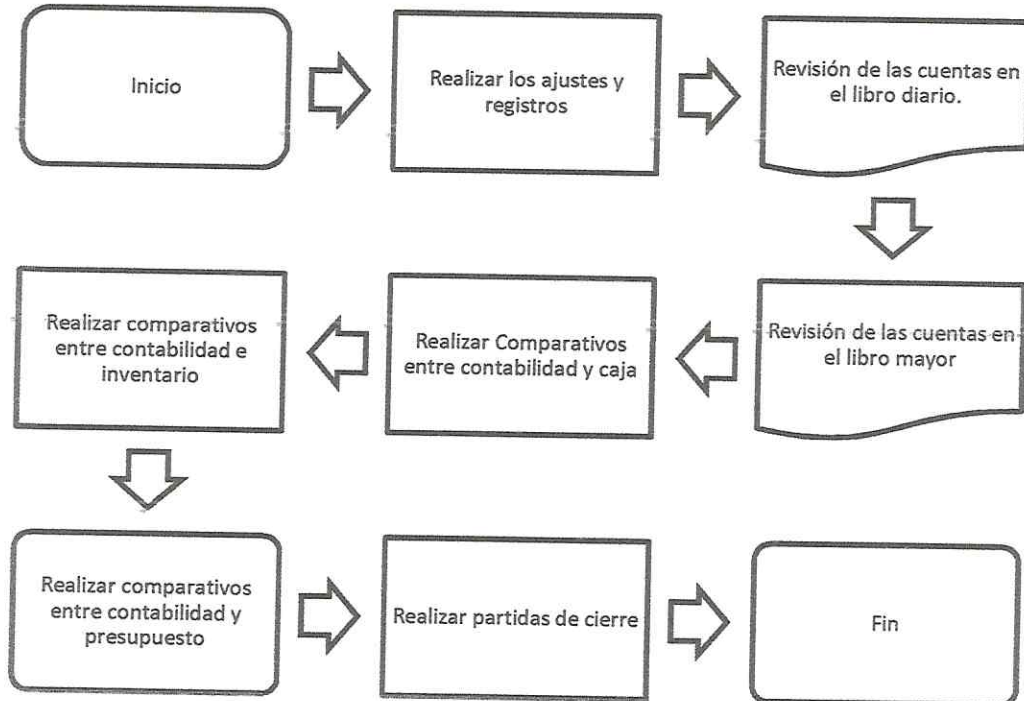 Inicio
Realizar los ajustes y
registros
Revisión de las cuentas en
el libro diario.
Revisión de las cuentas en
el libro mayor
Realizar Comparativos
entre contabilidad y caja
Realizar comparativos
entre contabilidad e
inventario
Realizar comparativos
entre contabilidad y
presupuesto
Realizar partidas de cierre
Fin